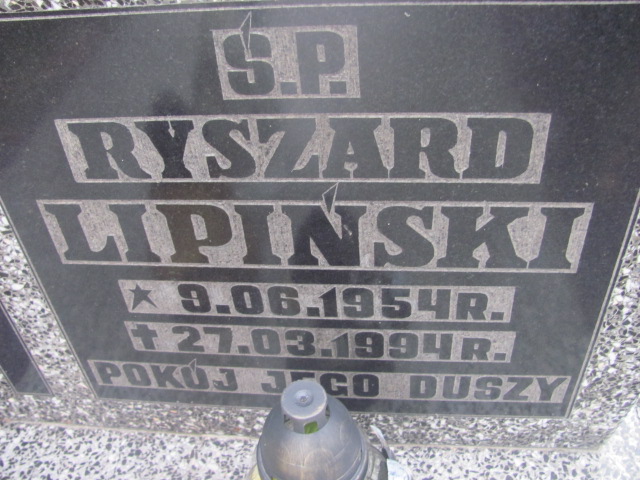 Ś.P.
RYSZARD
LIPIŃSKI
★ 9.06.1954R.
✝ 27.03.1994R.
POKÓJ JEGO DUSZY